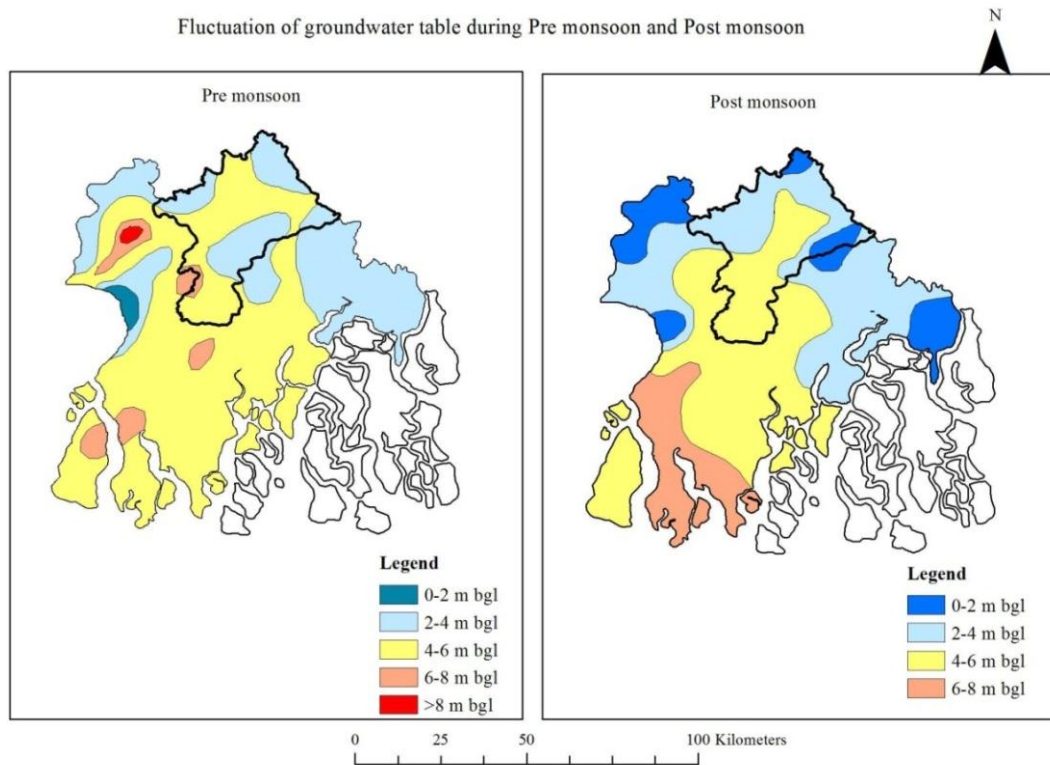 Fluctuation of groundwater table during Pre monsoon and Post monsoon
N
Pre monsoon
Legend
0-2 m bgl
2-4 m bgl
4-6 m bgl
6-8 m bgl
>8 m bgl
Post monsoon
Legend
0-2 m bgl
2-4 m bgl
4-6 m bgl
6-8 m bgl
0 25 50 100 Kilometers